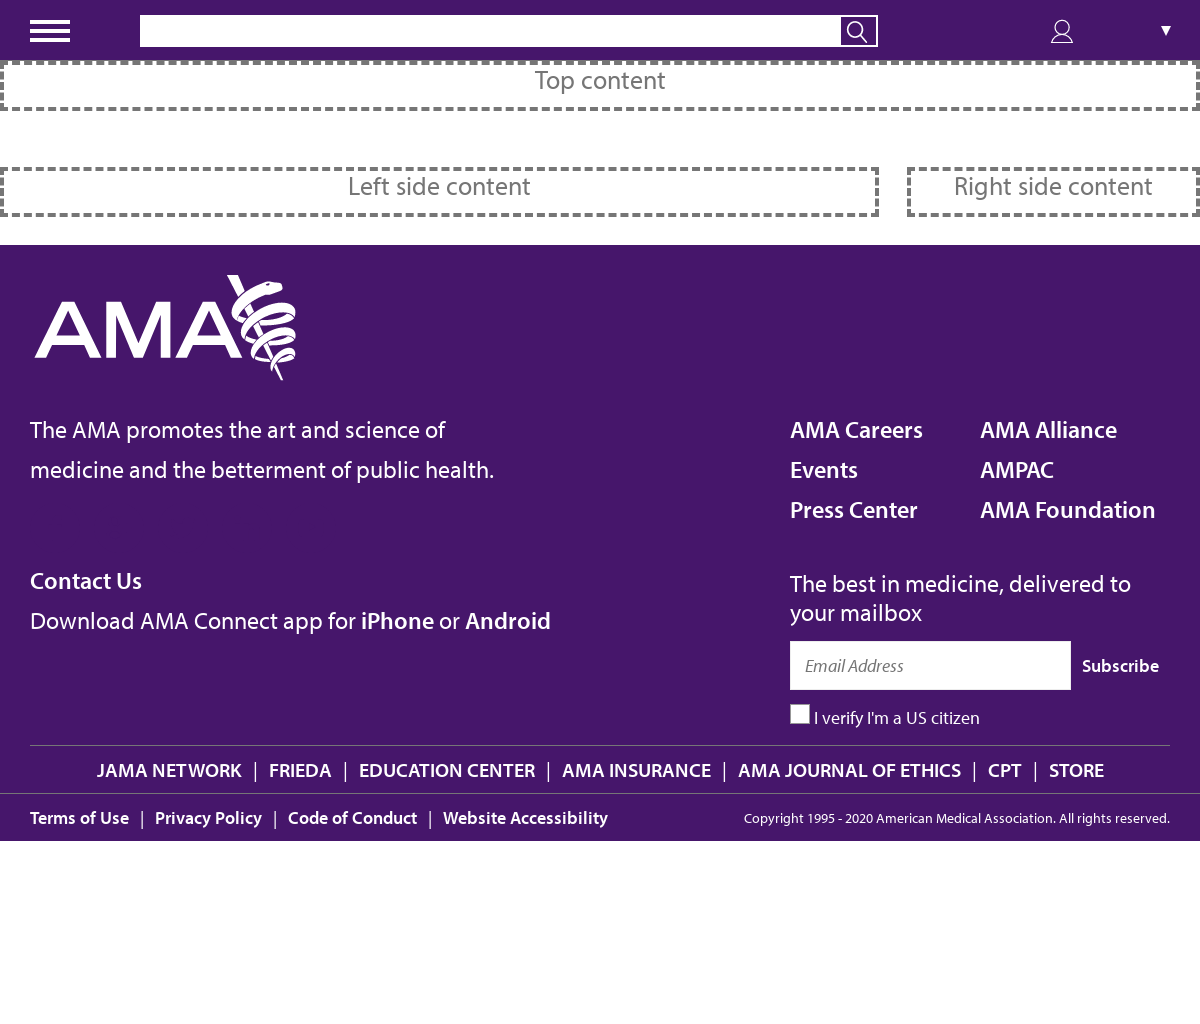 Top content
Left side content
Right side content
AMA
The AMA promotes the art and science of
medicine and the betterment of public health.
AMA Careers
Events
Press Center
AMA Alliance
AMPAC
AMA Foundation
Contact Us
Download AMA Connect app for iPhone or Android
The best in medicine, delivered to
your mailbox
Email Address
Subscribe
I verify I'm a US citizen
JAMA NETWORK | FRIEDA | EDUCATION CENTER | AMA INSURANCE | AMA JOURNAL OF ETHICS | CPT | STORE
Terms of Use | Privacy Policy | Code of Conduct | Website Accessibility
Copyright 1995 - 2020 American Medical Association. All rights reserved.